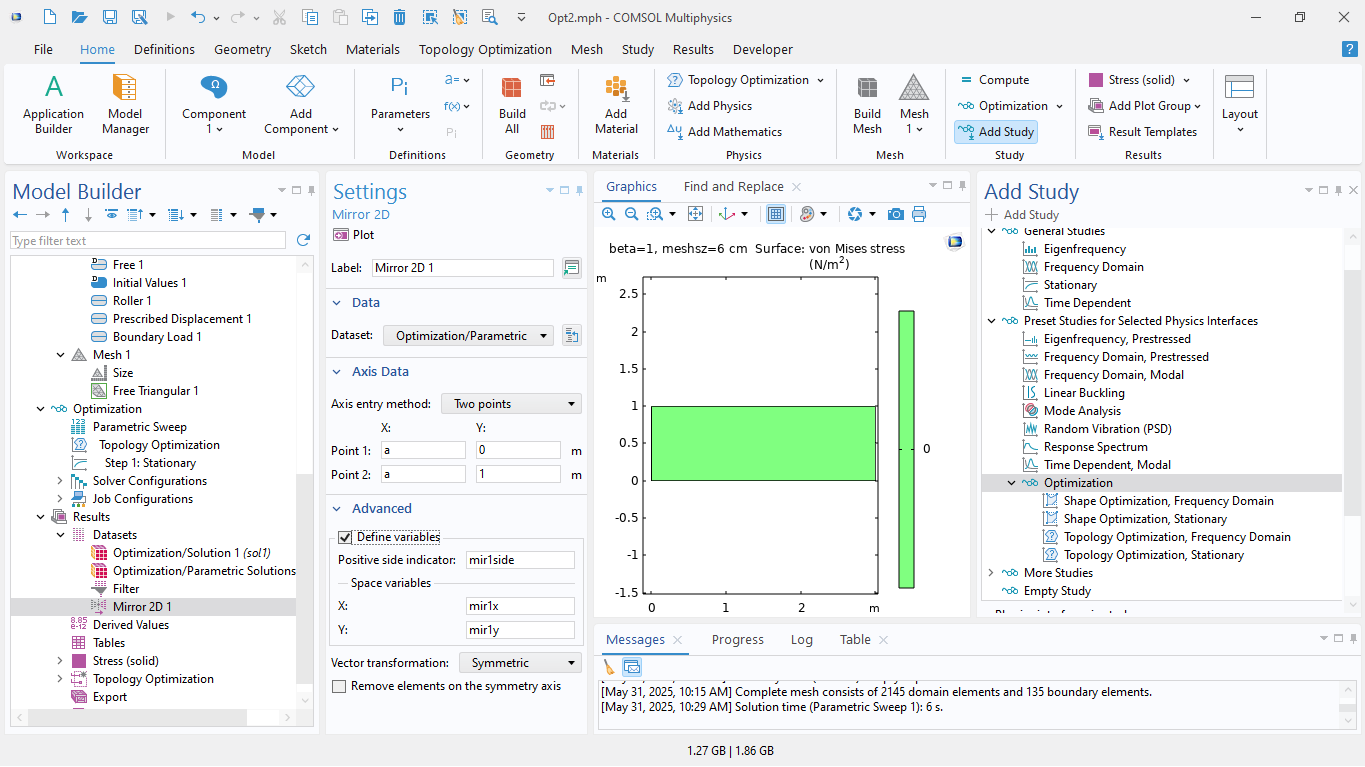 Opt2.mph - COMSOL Multiphysics
File Home Definitions Geometry Sketch Materials Topology Optimization Mesh Study Results Developer
?
Application Builder
Model Manager
Workspace
Component 1
Add Component
Model
Parameters
Pi
a=
f(x)
Pi
Definitions
Build All
Geometry
Add Material
Materials
Topology Optimization
Add Physics
Add Mathematics
Physics
Build Mesh
Mesh 1
Mesh
Compute
Optimization
Add Study
Study
Stress (solid)
Add Plot Group
Result Templates
Results
Layout
Model Builder
Type filter text
Free 1
Initial Values 1
Roller 1
Prescribed Displacement 1
Boundary Load 1
Mesh 1
Size
Free Triangular 1
Optimization
Parametric Sweep
Topology Optimization
Step 1: Stationary
Solver Configurations
Job Configurations
Results
Datasets
Optimization/Solution 1 (sol1)
Optimization/Parametric Solutions
Filter
Mirror 2D 1
Derived Values
Tables
Stress (solid)
Topology Optimization
Export
Settings
Mirror 2D
Plot
Label: Mirror 2D 1
Data
Dataset: Optimization/Parametric
Axis Data
Axis entry method: Two points
X: Y:
Point 1: a 0 m
Point 2: a 1 m
Advanced
Define variables
Positive side indicator: mir1side
Space variables
X: mir1x
Y: mir1y
Vector transformation: Symmetric
Remove elements on the symmetry axis
Graphics Find and Replace
beta=1, meshsz=6 cm Surface: von Mises stress
(N/m²)
m
2.5
2
1.5
1
0.5
0
-0.5
-1
-1.5
0 1 2 m
0
Messages Progress Log Table
[May 31, 2025, 10:15 AM] Complete mesh consists of 2145 domain elements and 135 boundary elements.
[May 31, 2025, 10:29 AM] Solution time (Parametric Sweep 1): 6 s.
Add Study
Add Study
General Studies
Eigenfrequency
Frequency Domain
Stationary
Time Dependent
Preset Studies for Selected Physics Interfaces
Eigenfrequency, Prestressed
Frequency Domain, Prestressed
Frequency Domain, Modal
Linear Buckling
Mode Analysis
Random Vibration (PSD)
Response Spectrum
Time Dependent, Modal
Optimization
Shape Optimization, Frequency Domain
Shape Optimization, Stationary
Topology Optimization, Frequency Domain
Topology Optimization, Stationary
More Studies
Empty Study
1.27 GB | 1.86 GB